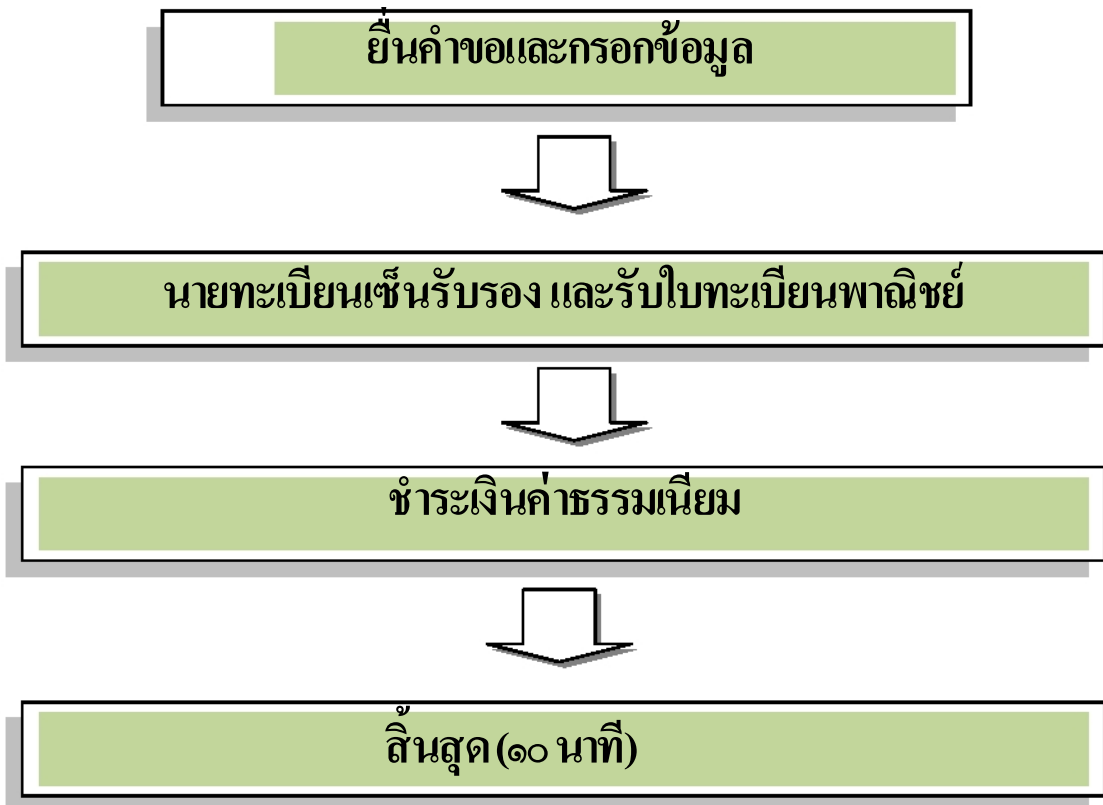 ยื่นคำขอและกรอกข้อมูล
นายทะเบียนเซ็นรับรอง และรับใบทะเบียนพาณิชย์
ชำระเงินค่าธรรมเนียม
สิ้นสุด (๑๐ นาที)